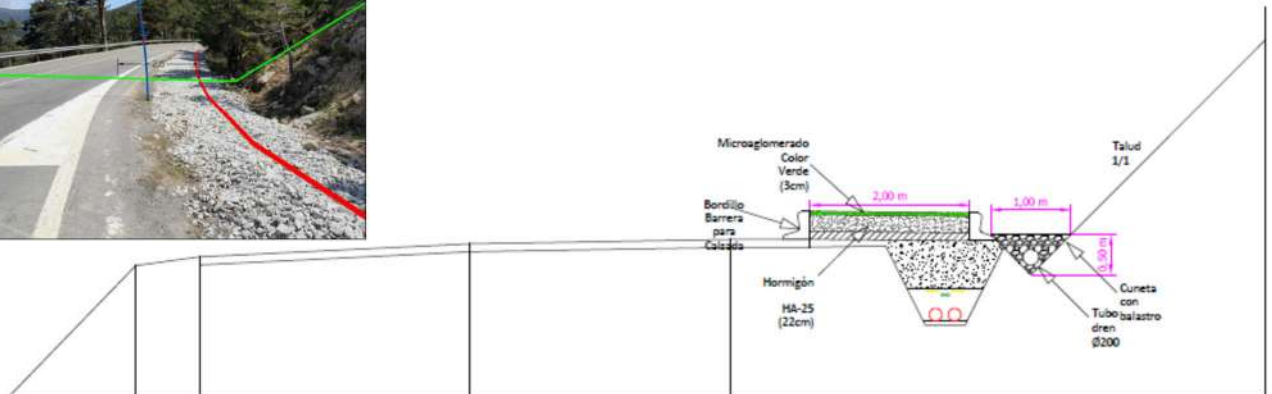 Microaglomerado
Color
Verde
(3cm)
Bordillo
Barrera
para
Calzada
2,00 m
1,00 m
Talud
1/1
0,50 m
Hormigón
HA-25
(22cm)
Cuneta
con
balastro
Tubo
dren
Ø200